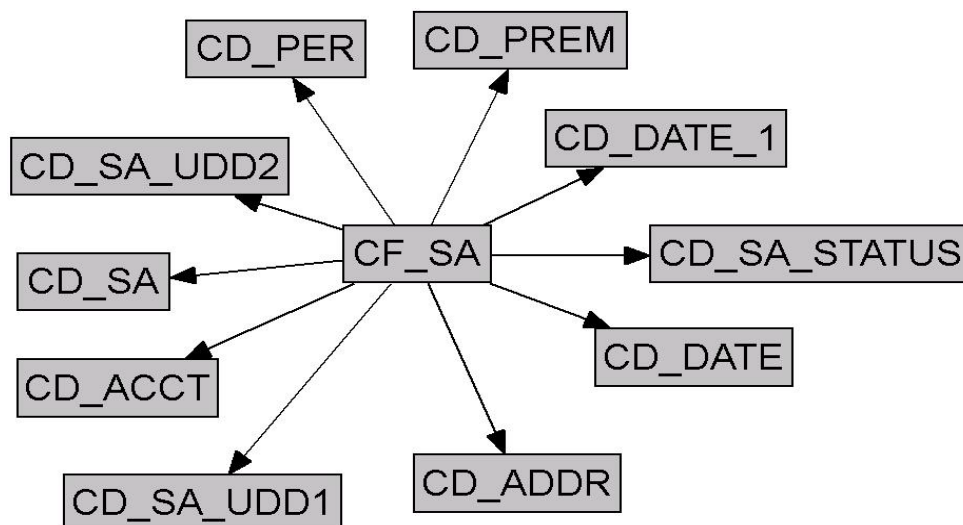 CD_PER
CD_PREM
CD_DATE_1
CD_SA_UDD2
CF_SA
CD_SA_STATUS
CD_SA
CD_DATE
CD_ACCT
CD_ADDR
CD_SA_UDD1